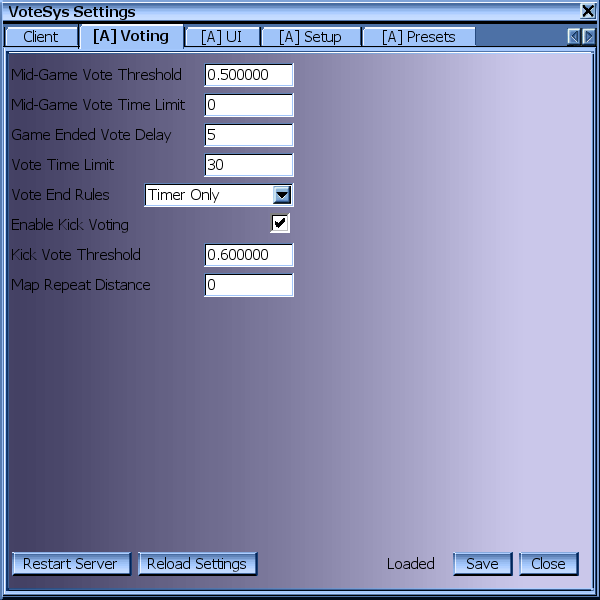 VoteSys Settings
Client [A] Voting [A] UI [A] Setup [A] Presets
Mid-Game Vote Threshold 0.500000
Mid-Game Vote Time Limit 0
Game Ended Vote Delay 5
Vote Time Limit 30
Vote End Rules Timer Only
Enable Kick Voting
Kick Vote Threshold 0.600000
Map Repeat Distance 0
Restart Server Reload Settings Loaded Save Close